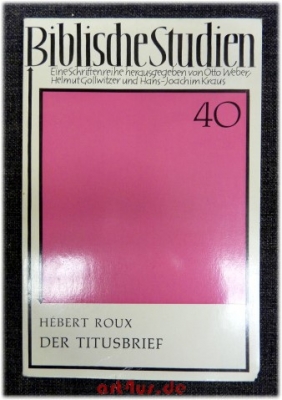 Biblische Studien
Eine Schriftenreihe herausgegeben von Otto Weber,
Helmut Gollwitzer und Hans-Joachim Kraus
40
HÉBERT ROUX
DER TITUSBRIEF